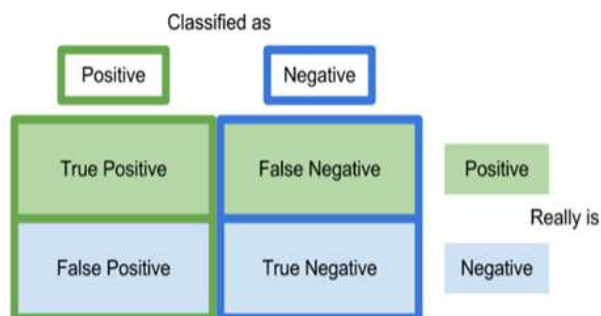 Classified as
Positive Negative
True Positive False Negative Positive
Really is
False Positive True Negative Negative